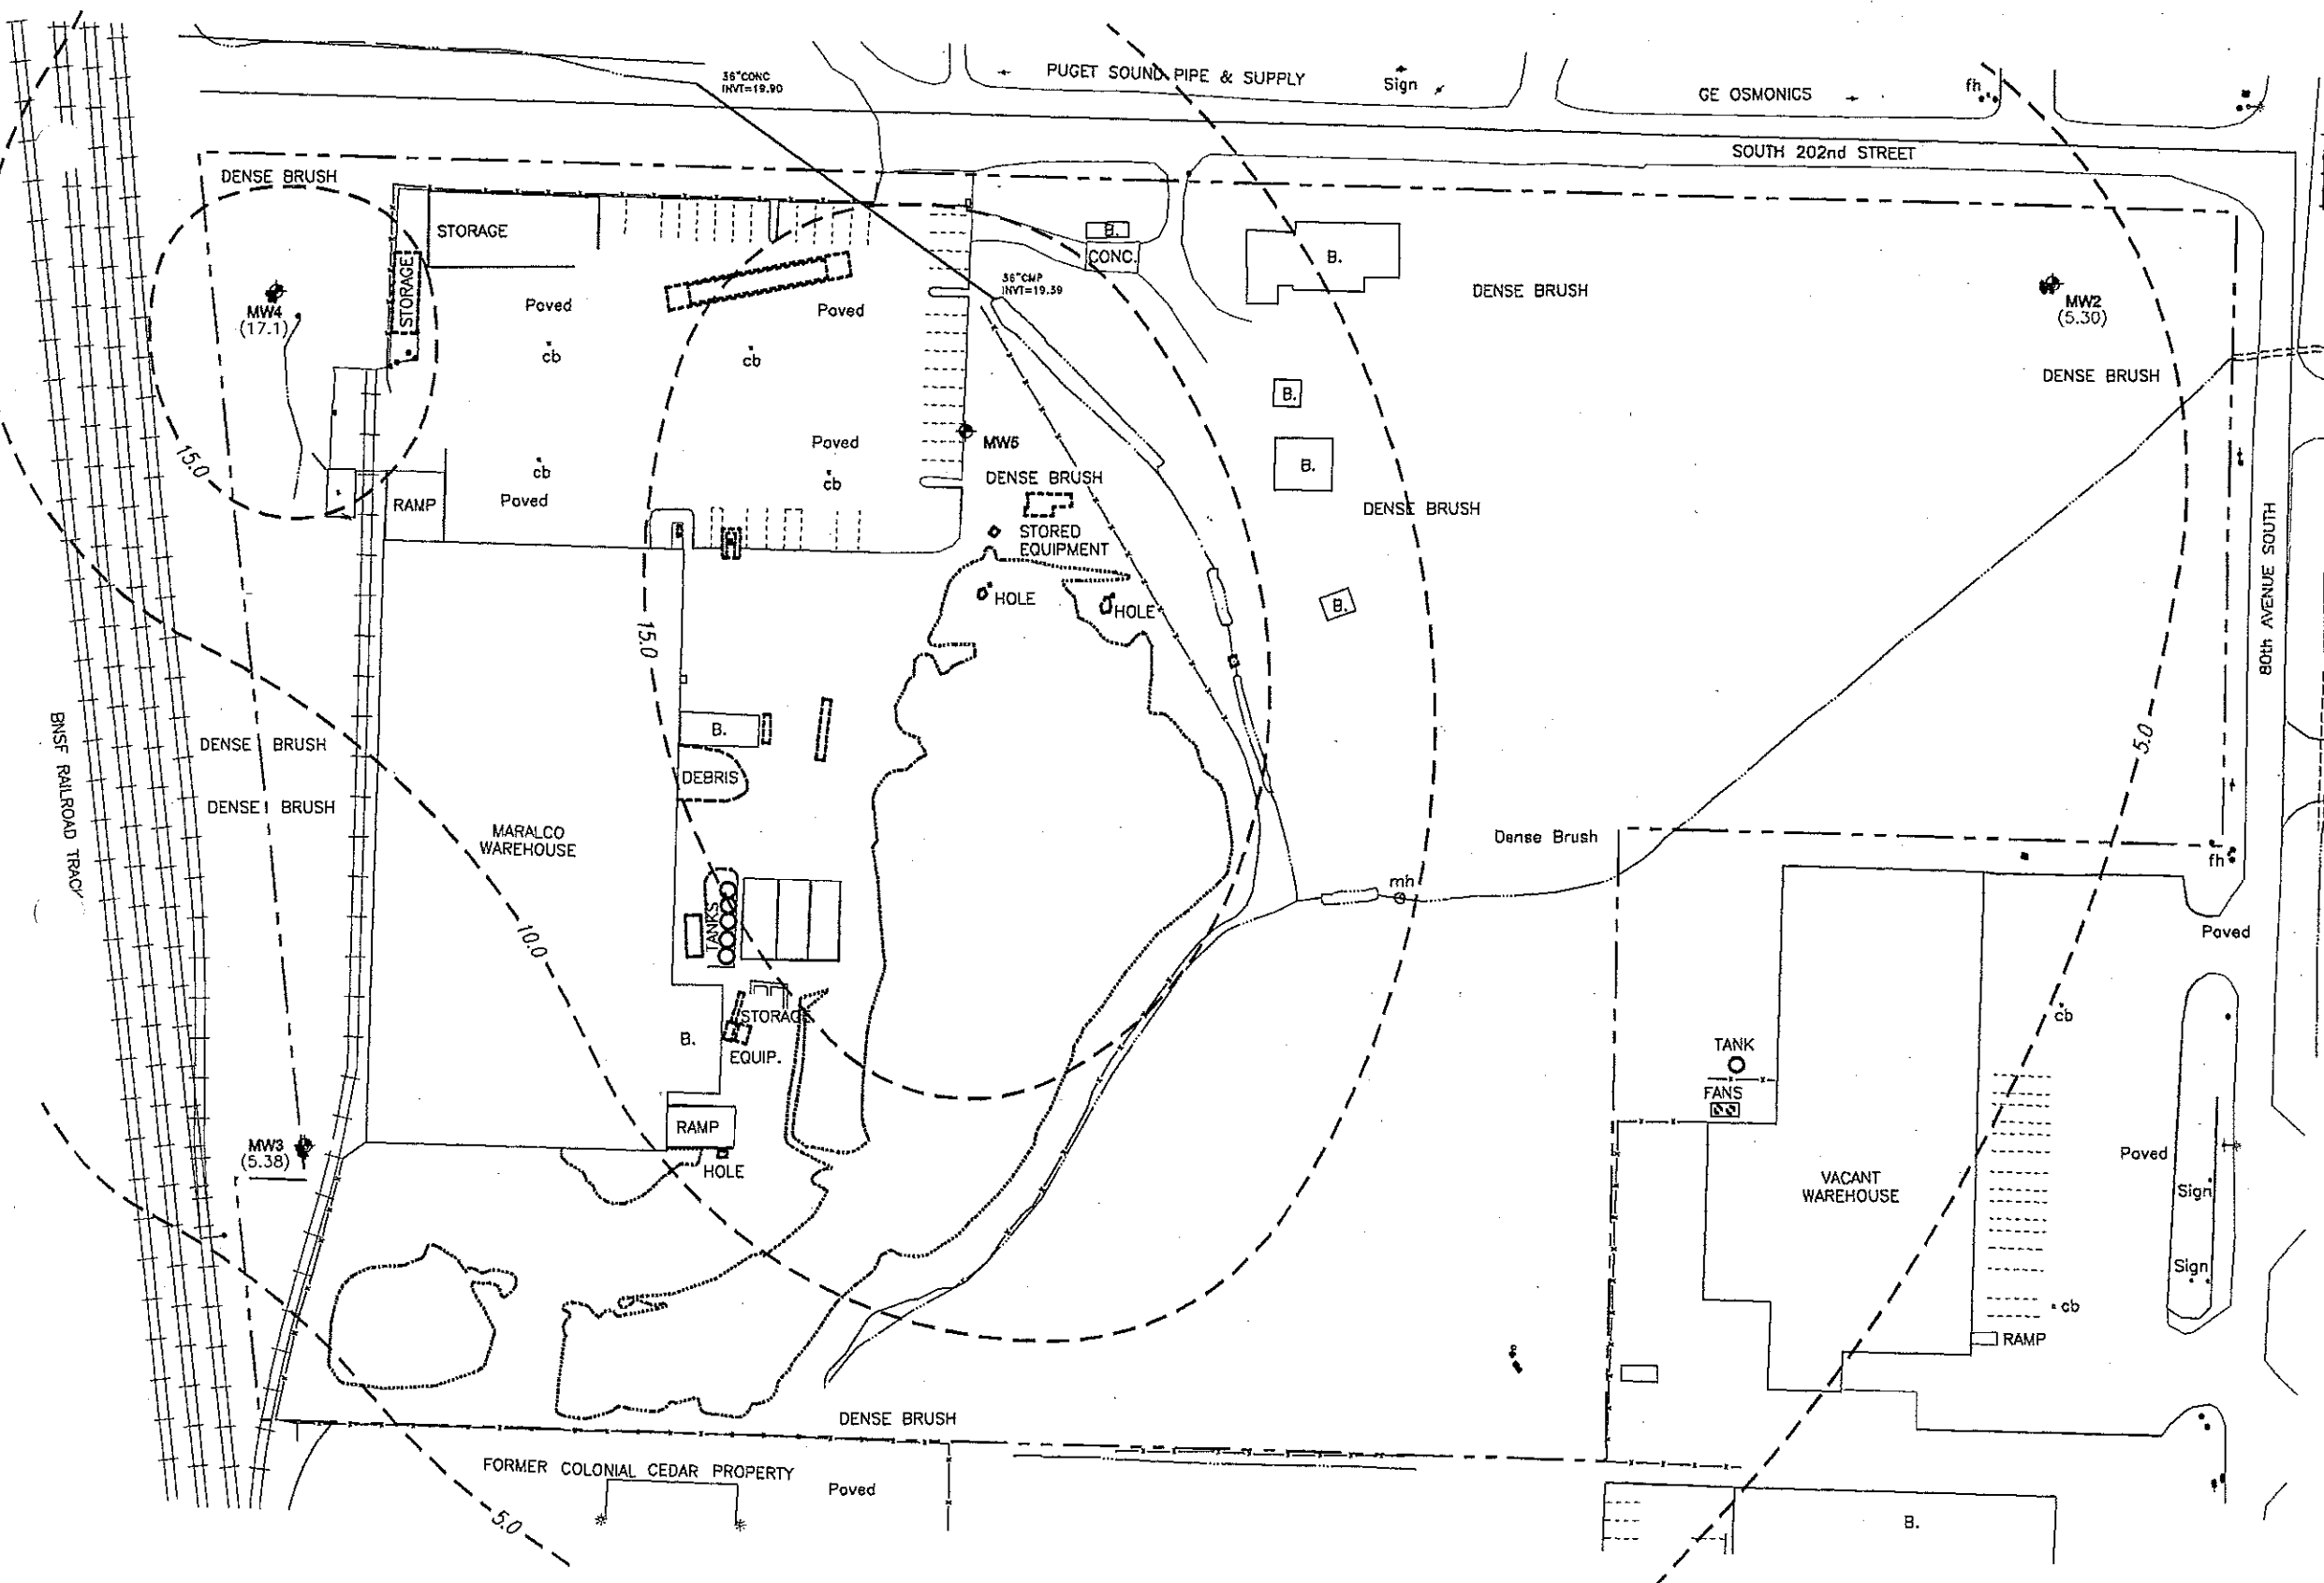 36"CONC
INVT=19.90
PUGET SOUND PIPE & SUPPLY
Sign
GE OSMONICS
fh
SOUTH 202nd STREET
DENSE BRUSH
STORAGE
B.
CONC.
B.
STORAGE
36"CMP
INVT=19.39
DENSE BRUSH
MW4
(17.1)
Paved
Paved
MW2
(5.30)
cb
cb
DENSE BRUSH
B.
15.0
Paved
MW5
cb
cb
DENSE BRUSH
B.
RAMP
Paved
DENSE BRUSH
STORED
EQUIPMENT
80th AVENUE SOUTH
HOLE
HOLE
B.
15.0
BNSF RAILROAD TRACK
DENSE BRUSH
B.
5.0
DEBRIS
DENSE BRUSH
MARALCO
WAREHOUSE
Dense Brush
fh
mh
TANKS
10.0
Paved
STORAGE
cb
B.
EQUIP.
TANK
FANS
RAMP
MW3
(5.38)
HOLE
Paved
VACANT
WAREHOUSE
Sign
Sign
cb
RAMP
DENSE BRUSH
FORMER COLONIAL CEDAR PROPERTY
Paved
5.0
B.